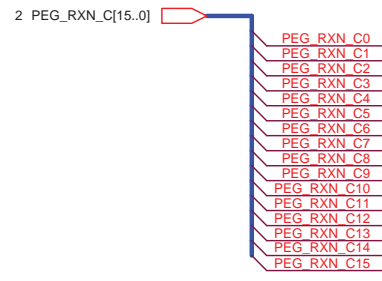 2 PEG_RXN_C[15..0]
PEG_RXN_C0
PEG_RXN_C1
PEG_RXN_C2
PEG_RXN_C3
PEG_RXN_C4
PEG_RXN_C5
PEG_RXN_C6
PEG_RXN_C7
PEG_RXN_C8
PEG_RXN_C9
PEG_RXN_C10
PEG_RXN_C11
PEG_RXN_C12
PEG_RXN_C13
PEG_RXN_C14
PEG_RXN_C15